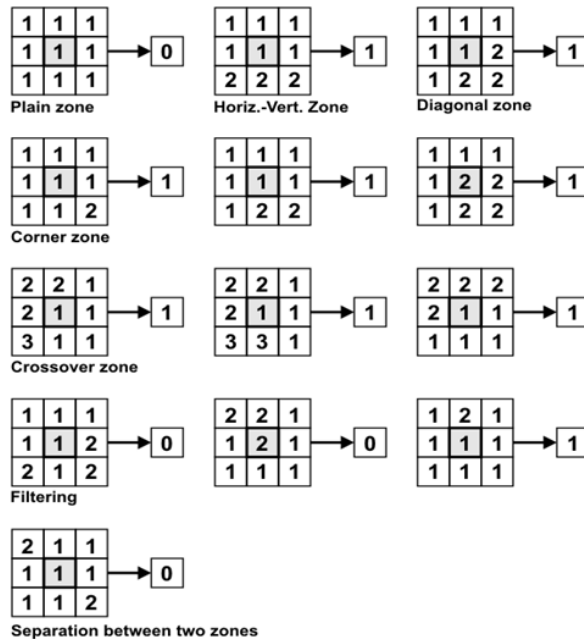 1 1 1 1 1 1 1 1 1
1 1 1 0 1 1 1 1 1 1 2 1
1 1 1 2 2 2 1 2 2
Plain zone Horiz.-Vert. Zone Diagonal zone
1 1 1 1 1 1 1 1 1
1 1 1 1 1 1 1 1 1 2 2 1
1 1 2 1 2 2 1 2 2
Corner zone
2 2 1 2 2 1 2 2 2
2 1 1 1 2 1 1 1 2 1 1 1
3 1 1 3 3 1 1 1 1
Crossover zone
1 1 1 2 2 1 1 2 1
1 1 2 0 1 2 1 0 1 1 1 1
2 1 2 1 1 1 1 1 1
Filtering
2 1 1
1 1 1 0
1 1 2
Separation between two zones